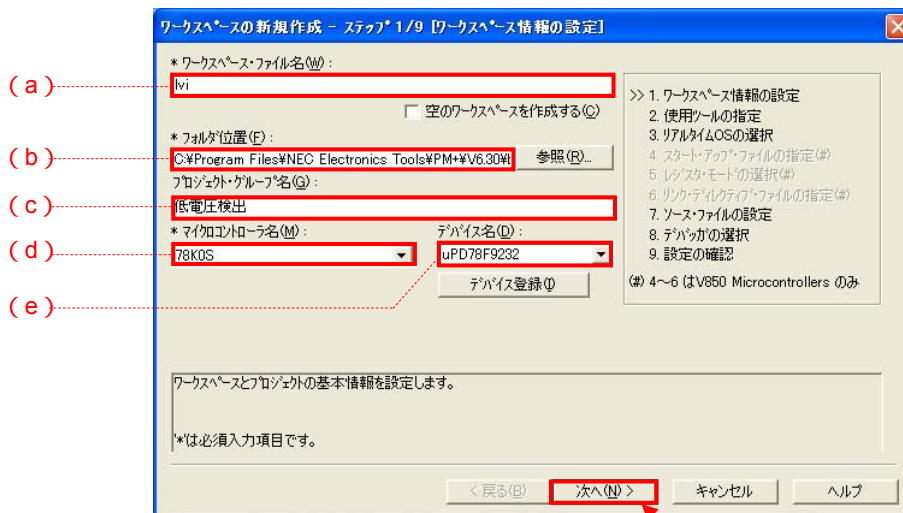 ワークスペースの新規作成 - ステップ 1/9 [ワークスペース情報の設定]
* ワークスペース・ファイル名(W) :
(a)
lvi
空のワークスペースを作成する(C)
* フォルダ位置(F) :
(b)
C:¥Program Files¥NEC Electronics Tools¥PM+¥V6.30¥t
参照(R)...
プロジェクト・グループ名(G) :
(c)
低電圧検出
* マイクロコントローラ名(M) :
デバイス名(D) :
(d)
78K0S
uPD78F9232
(e)
デバイス登録(I)
>> 1. ワークスペース情報の設定
2. 使用ツールの指定
3. リアルタイムOSの選択
4. スタート・アップ・ファイルの指定(#)
5. レジスタ・モードの選択(#)
6. リンク・ディレクティブ・ファイルの指定(#)
7. ソース・ファイルの設定
8. デバッガの選択
9. 設定の確認
(#) 4～6 はV850 Microcontrollers のみ
ワークスペースとプロジェクトの基本情報を設定します。
'*'は必須入力項目です。
< 戻る(B)
次へ(N) >
キャンセル
ヘルプ